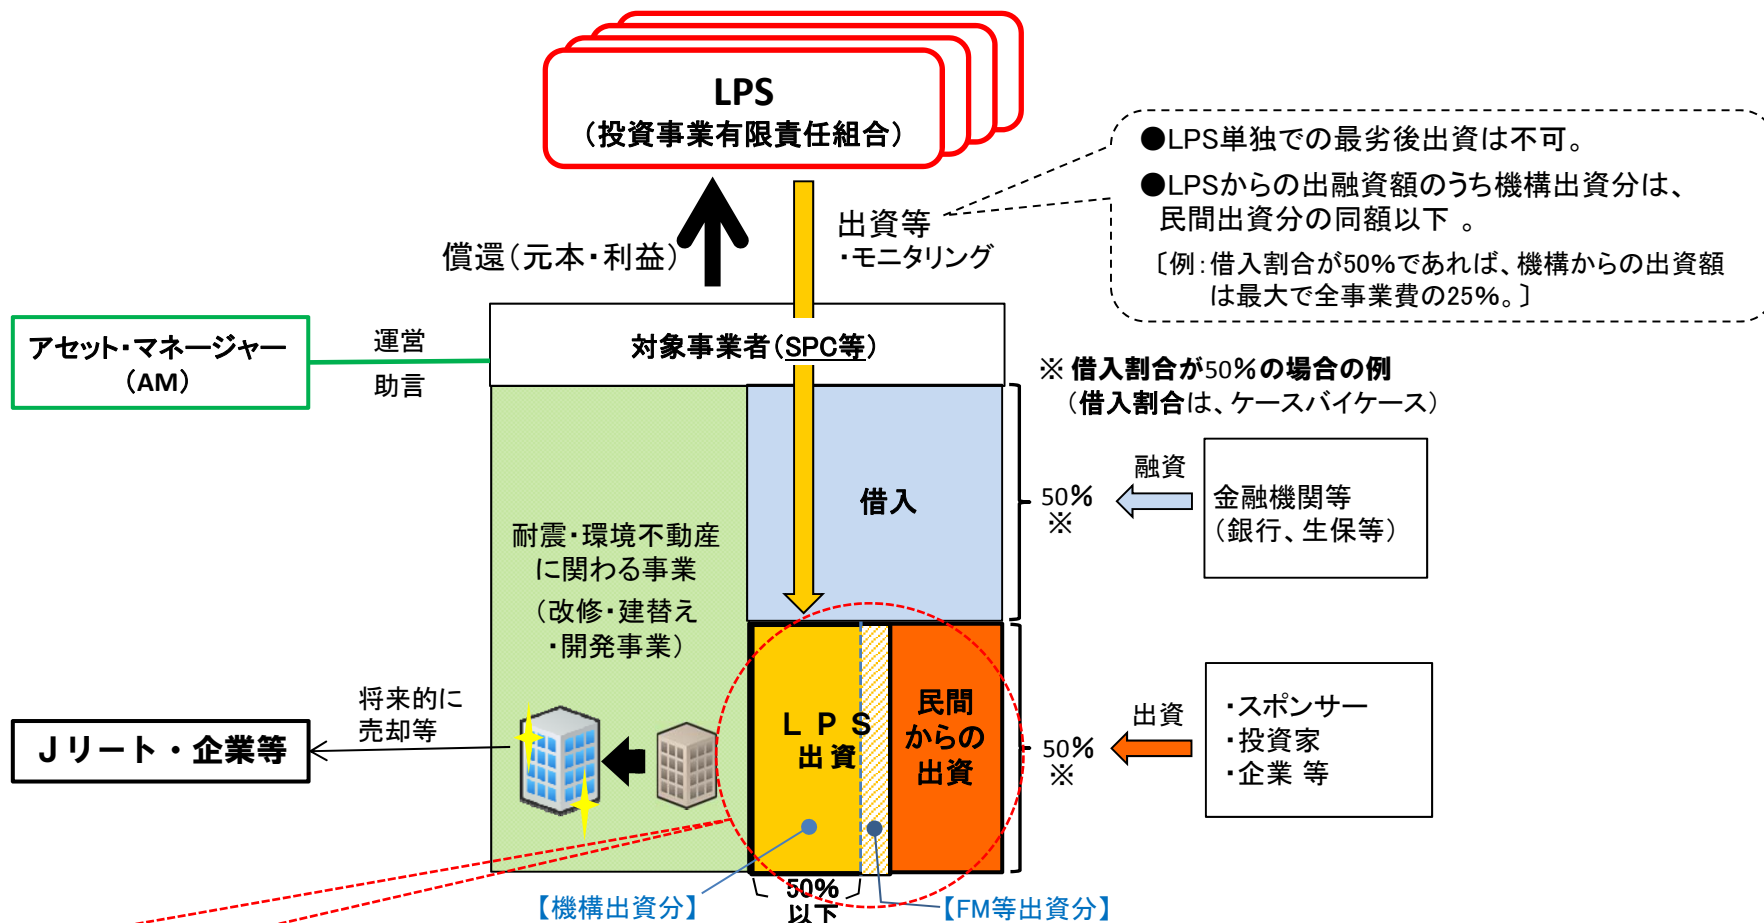 LPS
（投資事業有限責任組合）
●LPS単独での最劣後出資は不可。
●LPSからの出融資額のうち機構出資分は、
民間出資分の同額以下 。
〔例：借入割合が50％であれば、機構からの出資額
は最大で全事業費の25％。〕
償還（元本・利益）
出資等
・モニタリング
アセット・マネージャー
（AM）
運営
助言
対象事業者（SPC等）
※ 借入割合が50％の場合の例
（借入割合は、ケースバイケース）
耐震・環境不動産
に関わる事業
（改修・建替え
・開発事業）
借入
50％
※
融資
金融機関等
（銀行、生保等）
Ｊリート・企業等
将来的に
売却等
ＬＰＳ
出資
民間
からの
出資
50％
※
出資
・スポンサー
・投資家
・企業 等
50％
以下
【機構出資分】
【FM等出資分】